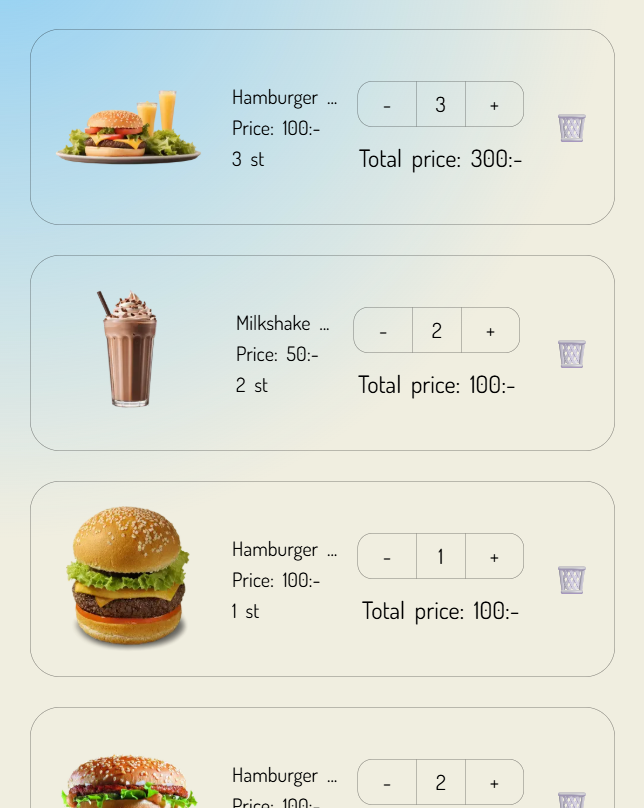 Hamburger ...
Price: 100:-
3 st
- 3 +
Total price: 300:-
Milkshake ...
Price: 50:-
2 st
- 2 +
Total price: 100:-
Hamburger ...
Price: 100:-
1 st
- 1 +
Total price: 100:-
Hamburger ...
Price: 100:-
- 2 +